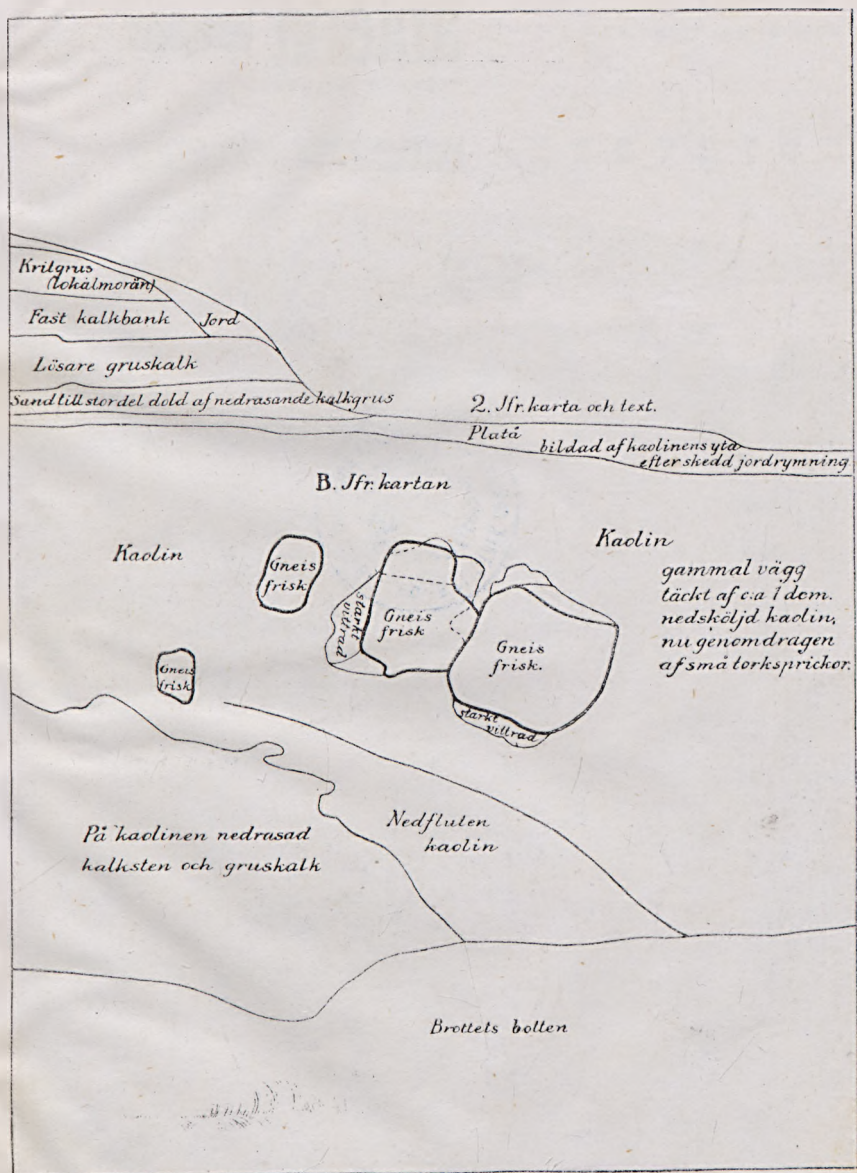 Kritgrus
(lokalmorän)
Fast kalkbank
Jord
Lösare gruskalk
Sand till stor del dold af nedrasande kalkgrus
2. Jfr. karta och text.
Platå
bildad af kaolinens yta
efter skedd jordrymning
B. Jfr. kartan
Kaolin
Kaolin
gammal vägg
täckt af c:a 1 dcm.
nedsköljd kaolin,
nu genomdragen
af små torksprickor.
Gneis
frisk
starkt
vittrad
Gneis
frisk
Gneis
frisk.
Gneis
frisk
starkt
vittrad
På kaolinen nedrasad
kalksten och gruskalk
Nedfluten
kaolin
Brottets botten